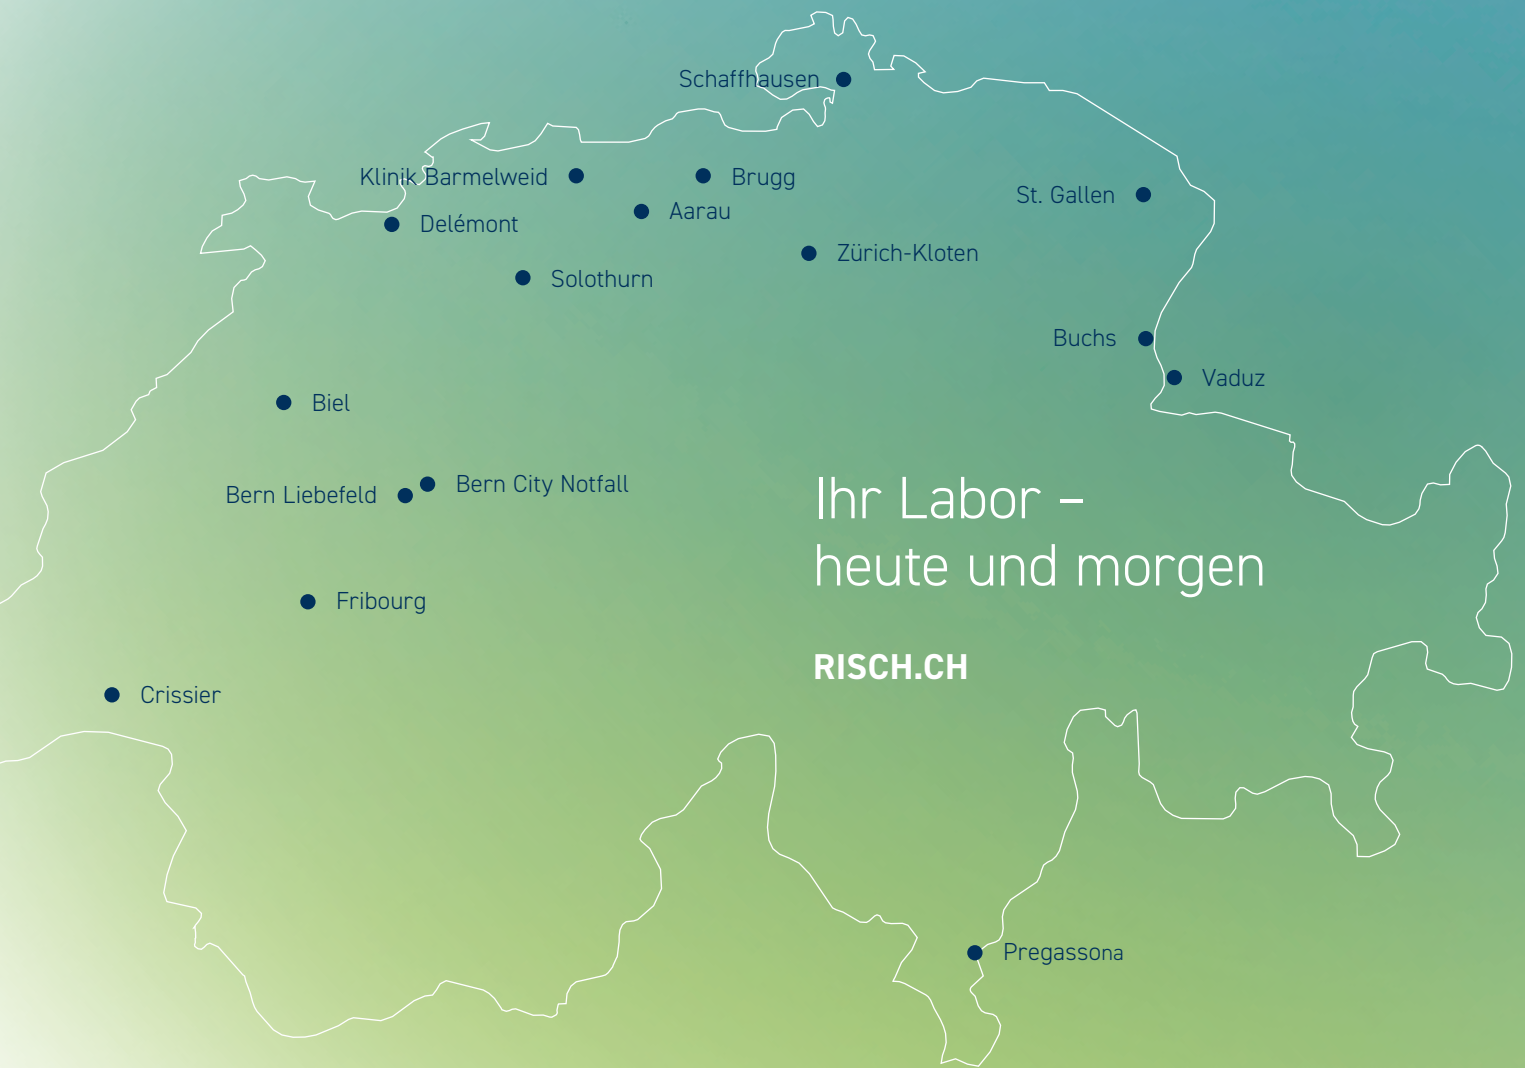 Schaffhausen
Klinik Barmelweid
Brugg
St. Gallen
Aarau
Delémont
Zürich-Kloten
Solothurn
Buchs
Vaduz
Biel
Bern City Notfall
Bern Liebefeld
Ihr Labor –
heute und morgen
Fribourg
RISCH.CH
Crissier
Pregassona